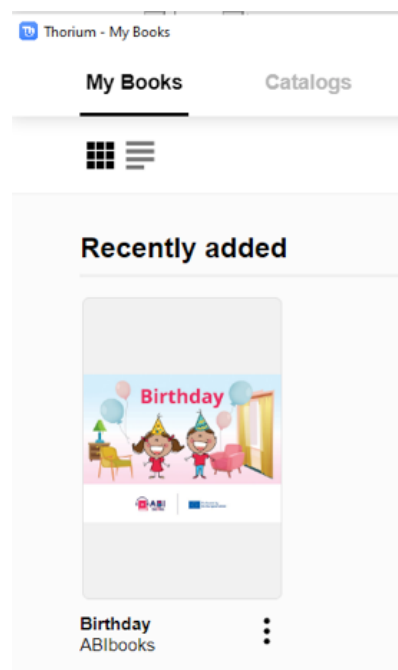 Thorium - My Books
My Books
Catalogs
Recently added
Birthday
ABI
Birthday
ABIbooks